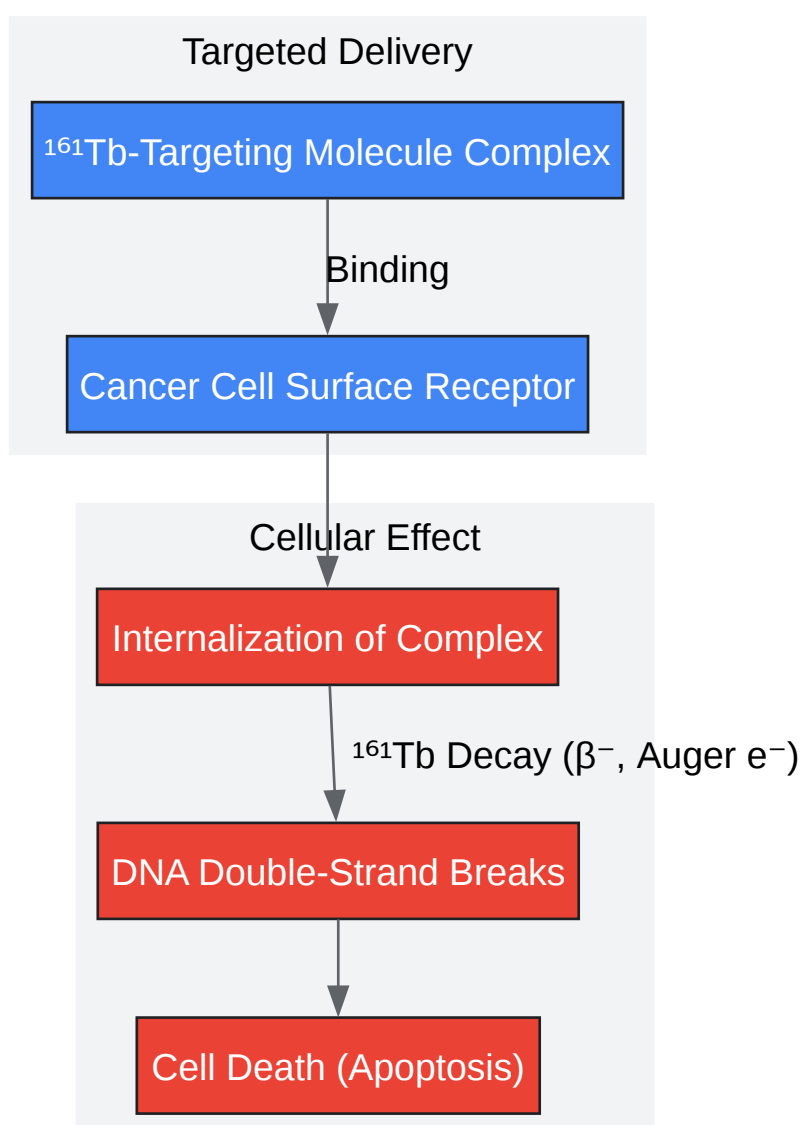 Targeted Delivery
¹⁶¹Tb-Targeting Molecule Complex
Binding
Cancer Cell Surface Receptor
Cellular Effect
Internalization of Complex
¹⁶¹Tb Decay (β⁻, Auger e⁻)
DNA Double-Strand Breaks
Cell Death (Apoptosis)